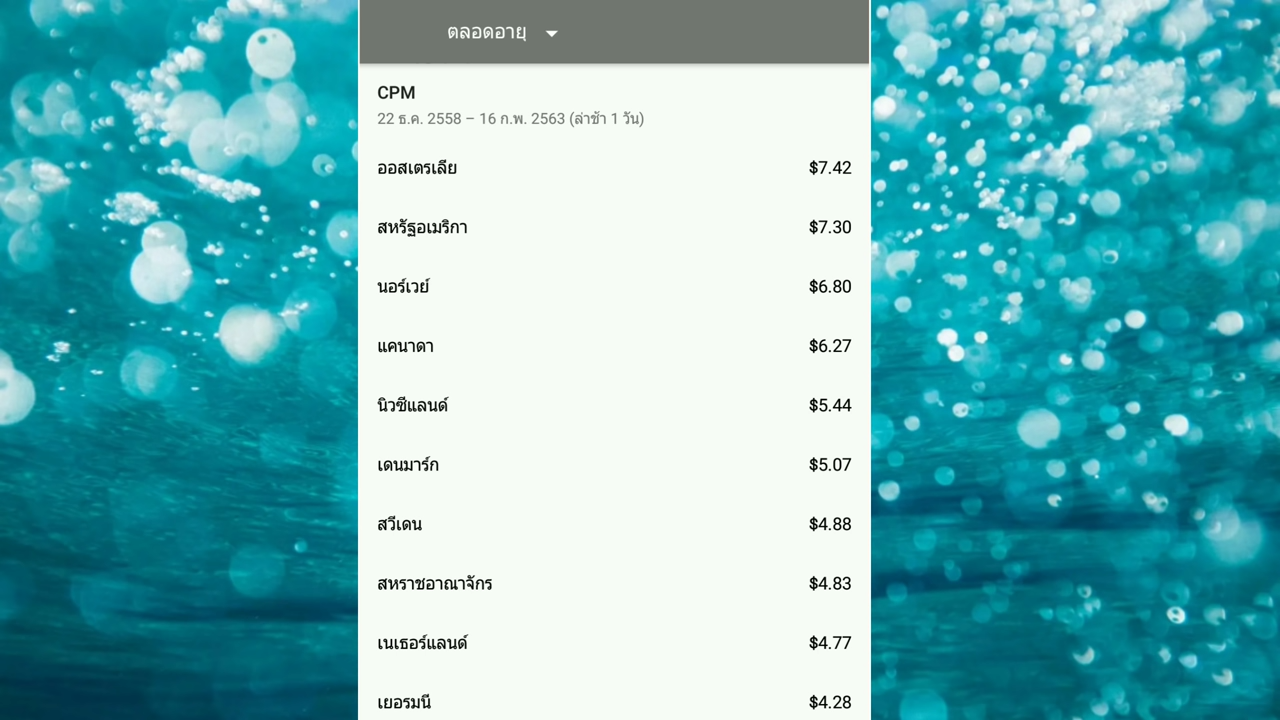 ตลอดอายุ
CPM
22 ธ.ค. 2558 – 16 ก.พ. 2563 (ล่าช้า 1 วัน)
ออสเตรเลีย $7.42
สหรัฐอเมริกา $7.30
นอร์เวย์ $6.80
แคนาดา $6.27
นิวซีแลนด์ $5.44
เดนมาร์ก $5.07
สวีเดน $4.88
สหราชอาณาจักร $4.83
เนเธอร์แลนด์ $4.77
เยอรมนี $4.28